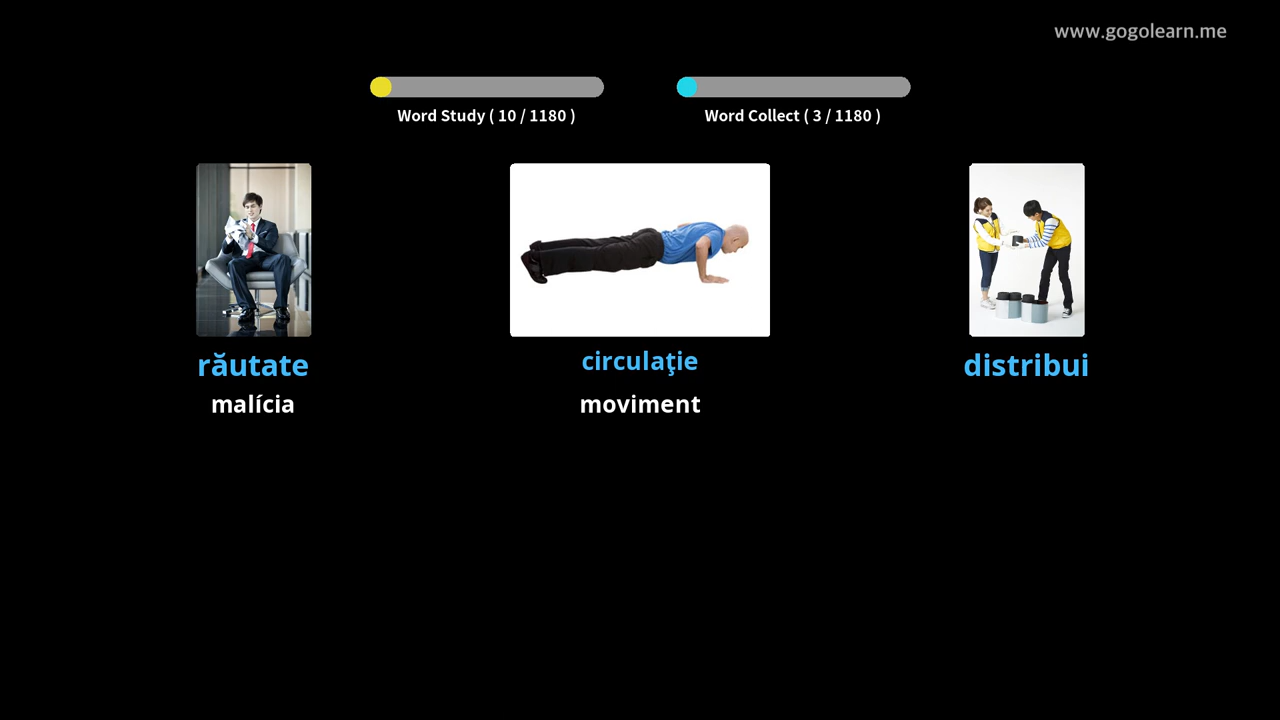 www.gogolearn.me
Word Study ( 10 / 1180 )
Word Collect ( 3 / 1180 )
răutate
circulaţie
distribui
malícia
moviment